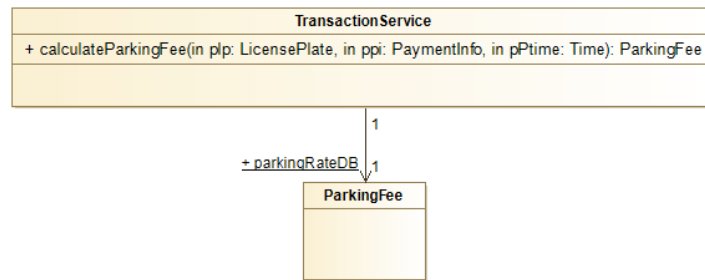 TransactionService
+ calculateParkingFee(in plp: LicensePlate, in ppi: PaymentInfo, in pPtime: Time): ParkingFee
1
+ parkingRateDB
1
ParkingFee